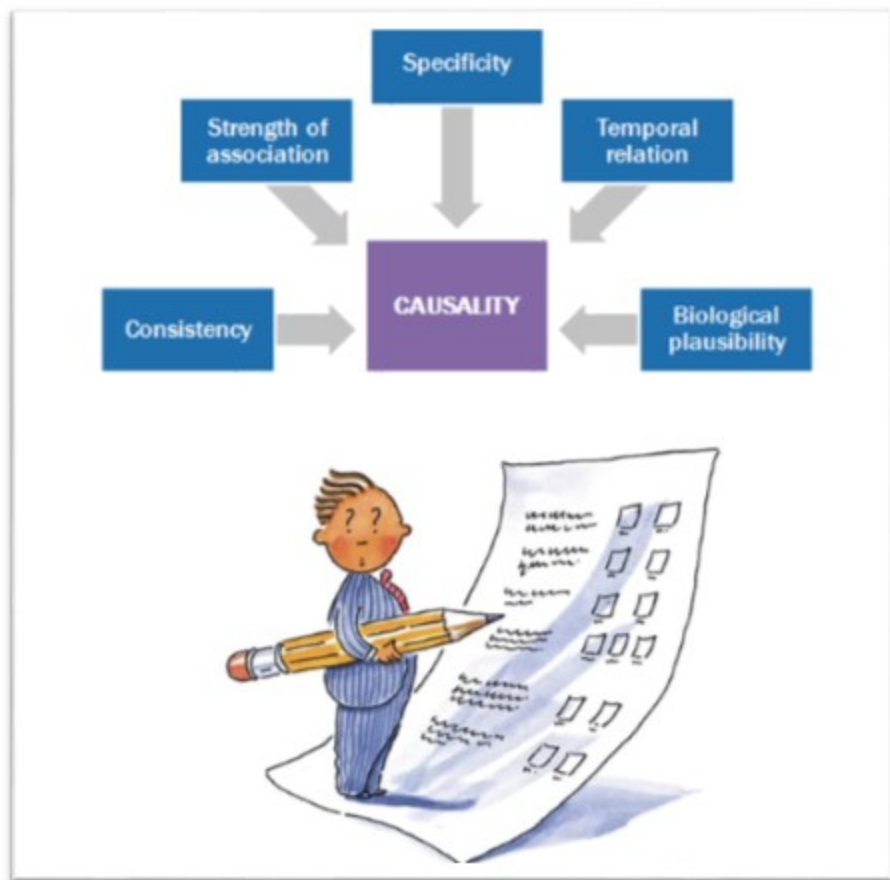 Specificity
Strength of
association
Temporal
relation
Consistency
CAUSALITY
Biological
plausibility
? ?